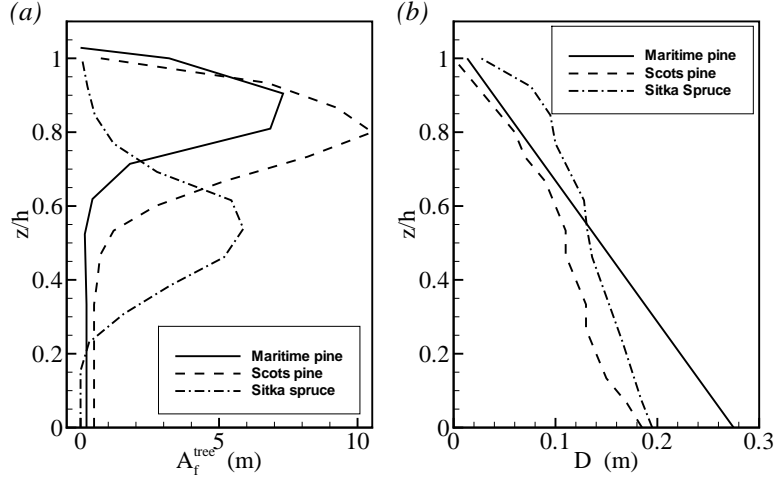 (a)
z/h
1
0.8
0.6
0.4
0.2
0
0
5
10
A_f^tree (m)
Maritime pine
Scots pine
Sitka spruce
(b)
z/h
1
0.8
0.6
0.4
0.2
0
0
0.1
0.2
0.3
D (m)
Maritime pine
Scots pine
Sitka Spruce